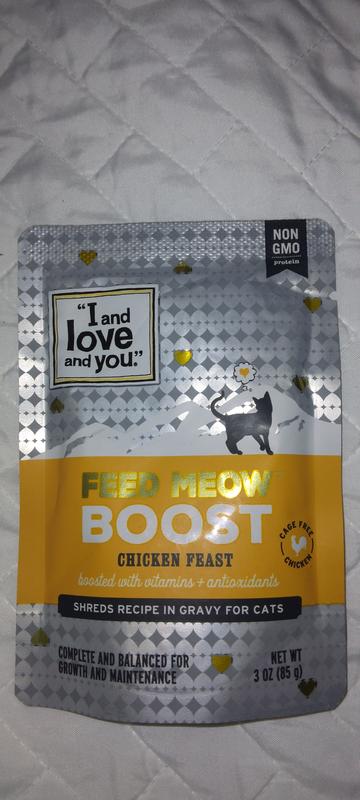 NON
GMO
protein
"I and
love
and you."
FEED MEOW™
BOOST
CHICKEN FEAST
boosted with vitamins + antioxidants
CAGE FREE
CHICKEN
SHREDS RECIPE IN GRAVY FOR CATS
COMPLETE AND BALANCED FOR
GROWTH AND MAINTENANCE
NET WT
3 OZ (85 g)